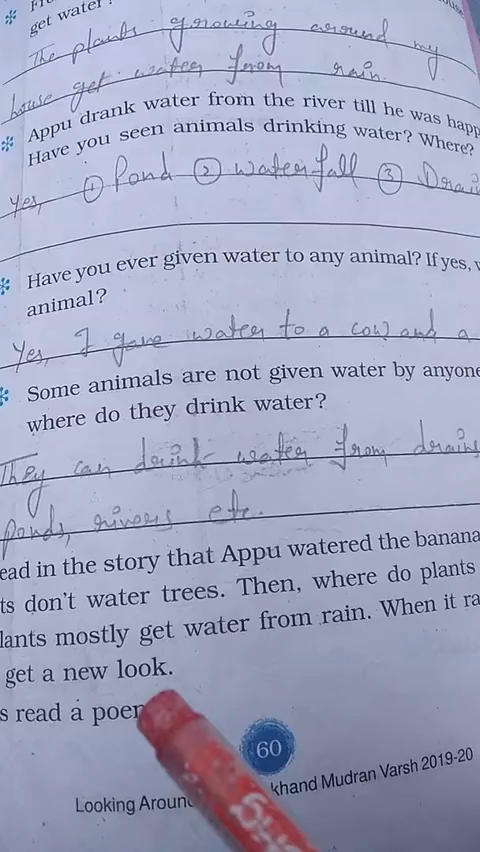 get water?
The plants growing around my
house get water from rain.
* Appu drank water from the river till he was happ
Have you seen animals drinking water? Where?
Yes, ① Pond ② waterfall ③ Drai
* Have you ever given water to any animal? If yes,
animal?
Yes, I gave water to a cow and a
* Some animals are not given water by anyone
where do they drink water?
They can drink water from drains
ponds, rivers etc.
ead in the story that Appu watered the banana
ts don't water trees. Then, where do plants
lants mostly get water from rain. When it ra
get a new look.
s read a poe
60
Looking Aroun
khand Mudran Varsh 2019-20